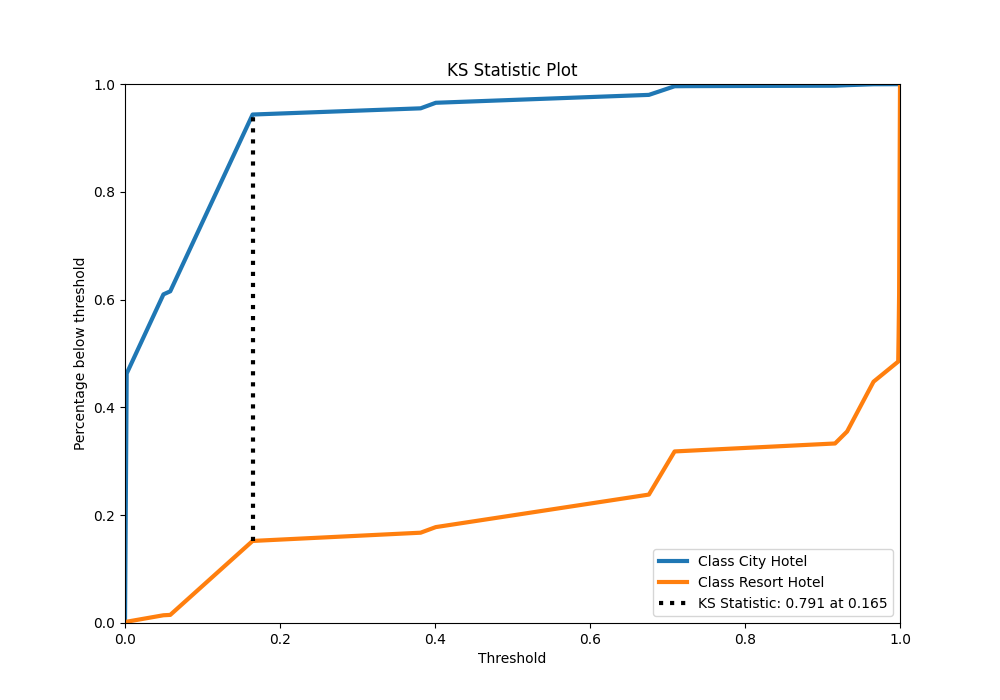 KS Statistic Plot
1.0
0.8
0.6
0.4
0.2
0.0
Percentage below threshold
0.0 0.2 0.4 0.6 0.8 1.0
Threshold
Class City Hotel
Class Resort Hotel
KS Statistic: 0.791 at 0.165